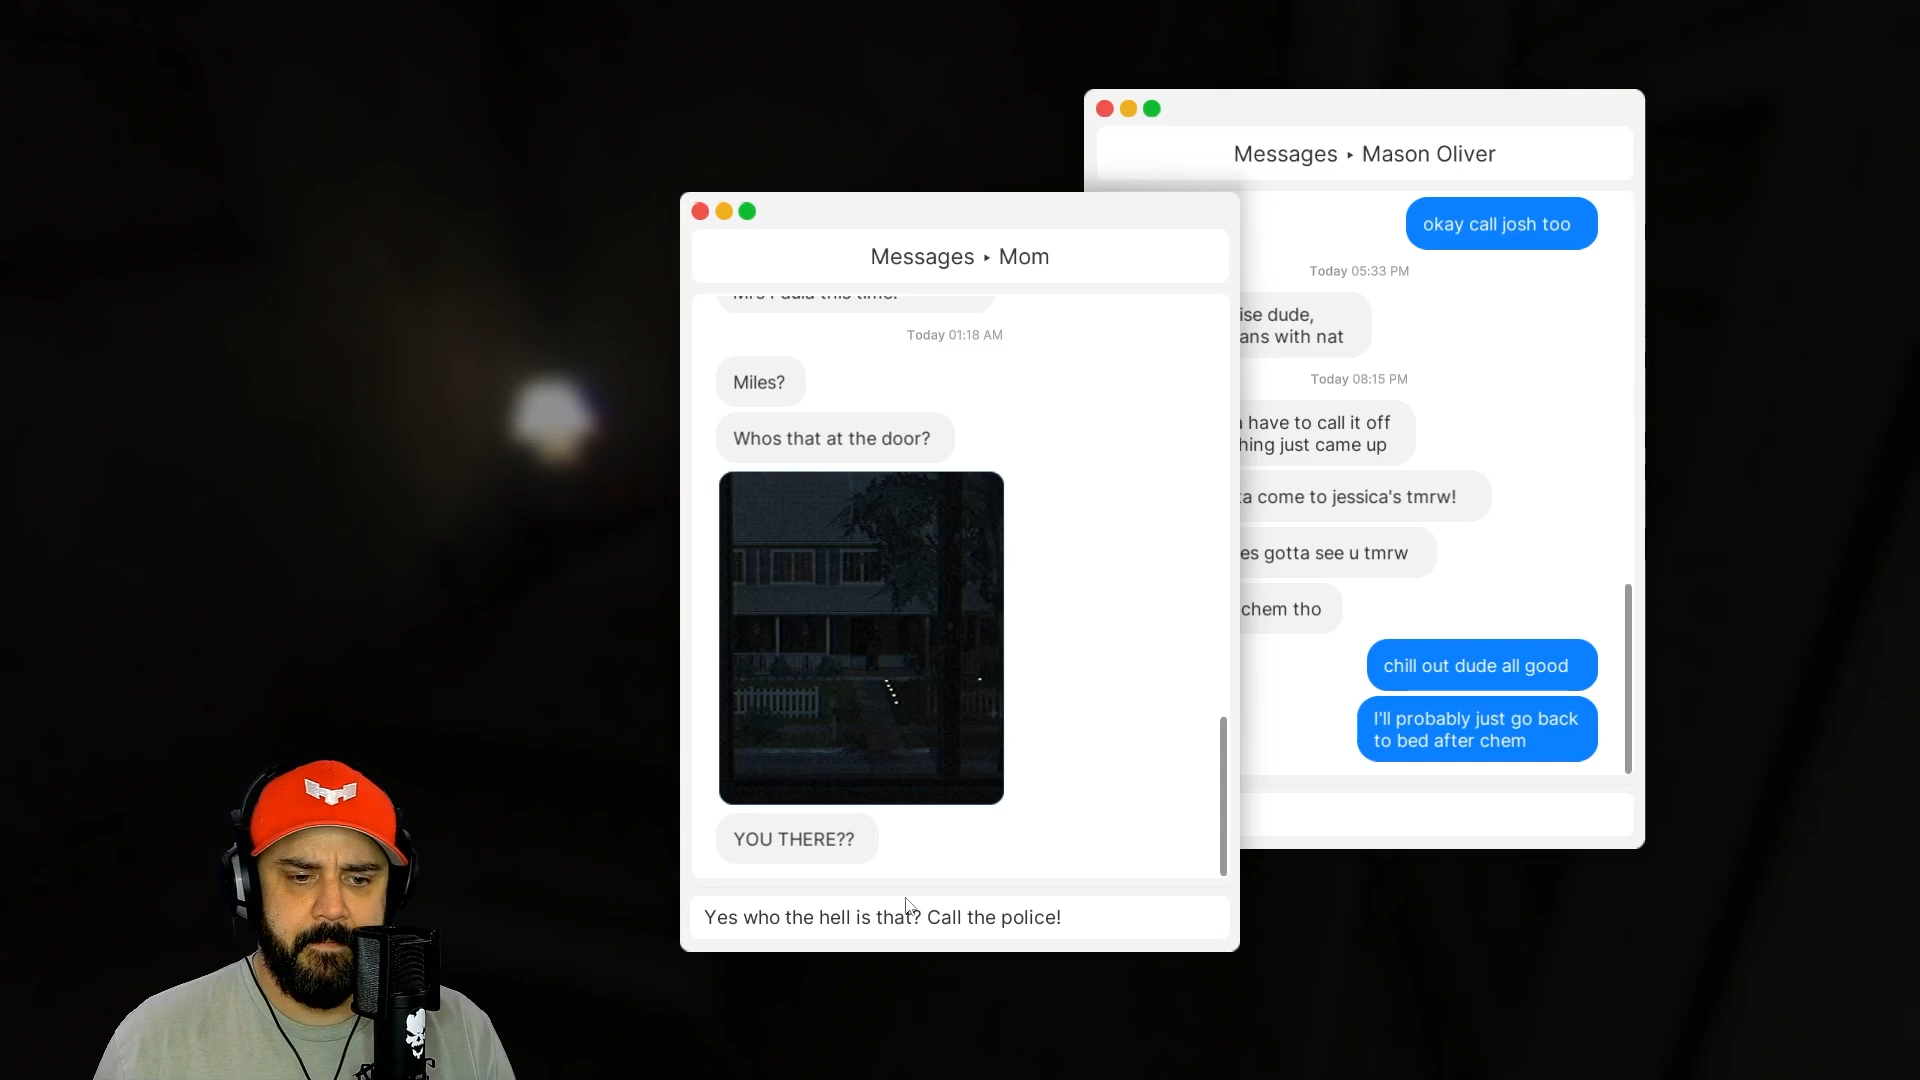 Messages ▸ Mason Oliver
okay call josh too
Today 05:33 PM
ise dude,
ans with nat
Today 08:15 PM
have to call it off
hing just came up
a come to jessica's tmrw!
es gotta see u tmrw
chem tho
chill out dude all good
I'll probably just go back
to bed after chem
Messages ▸ Mom
Mrs Paula this time!
Today 01:18 AM
Miles?
Whos that at the door?
YOU THERE??
Yes who the hell is that? Call the police!